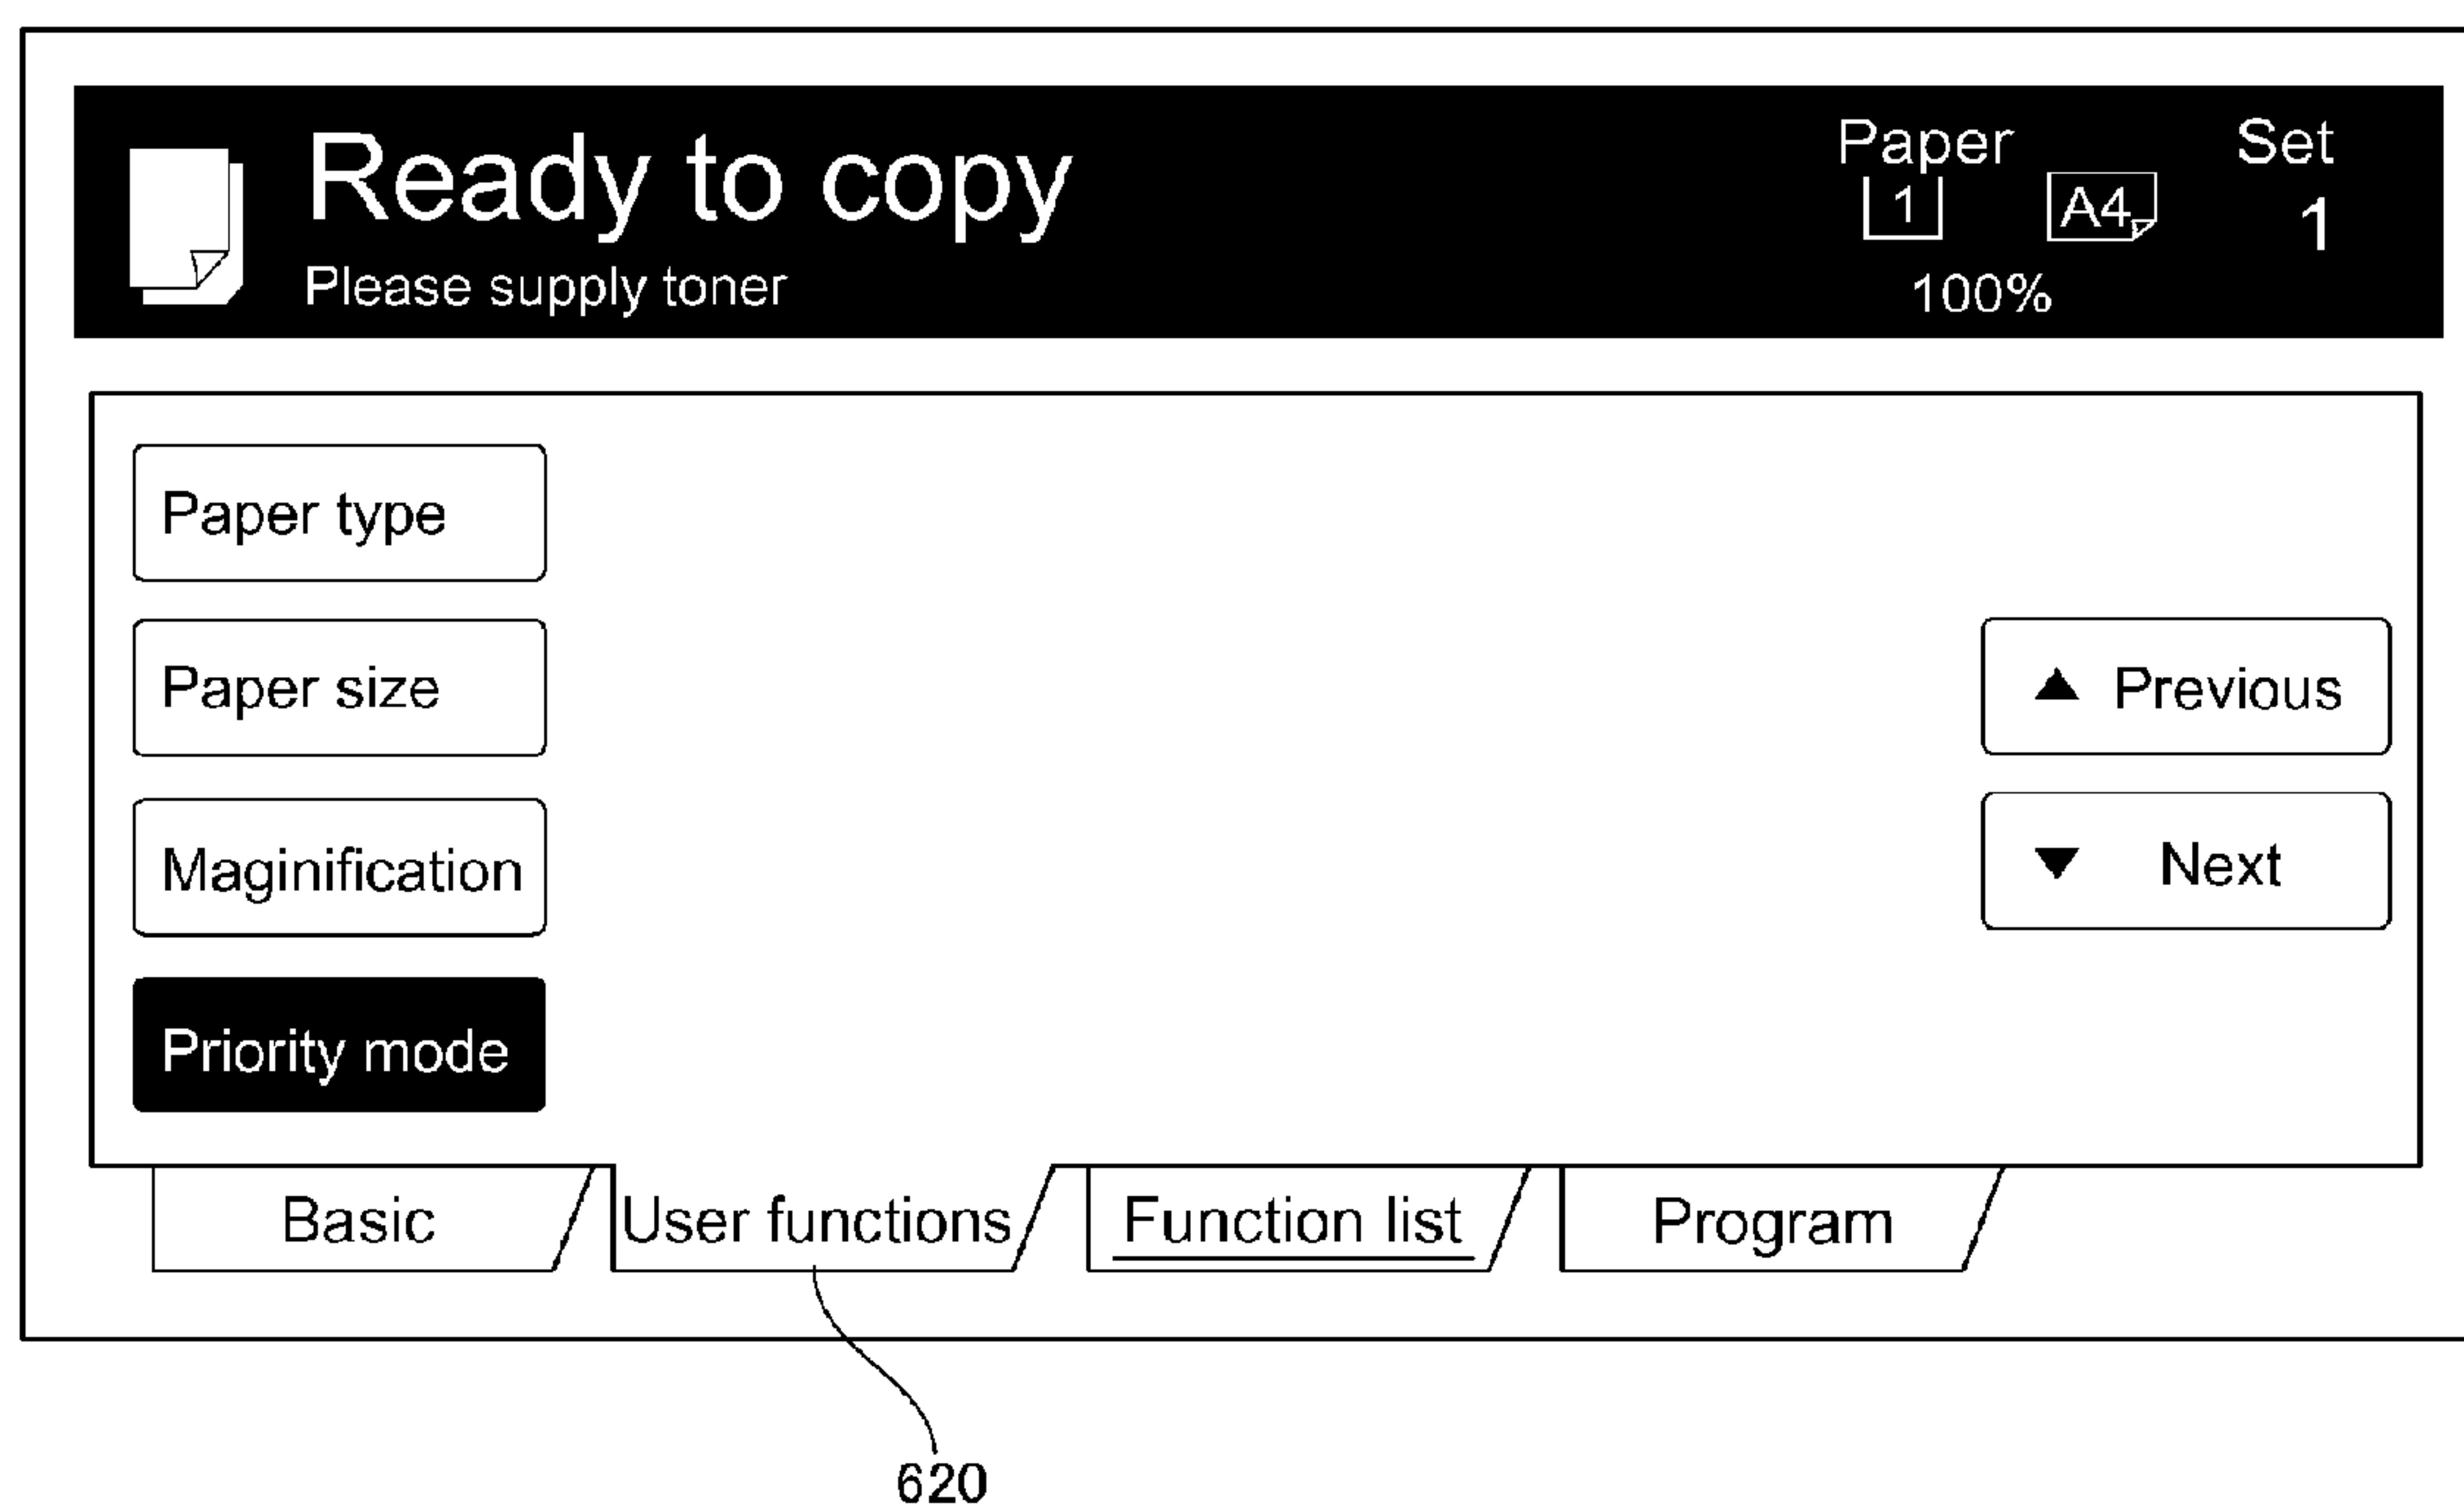 Ready to copy
Please supply toner
Paper
Set
1
A4
1
100%
Paper type
Paper size
Maginification
Priority mode
▲ Previous
▼ Next
Basic
User functions
Function list
Program
620